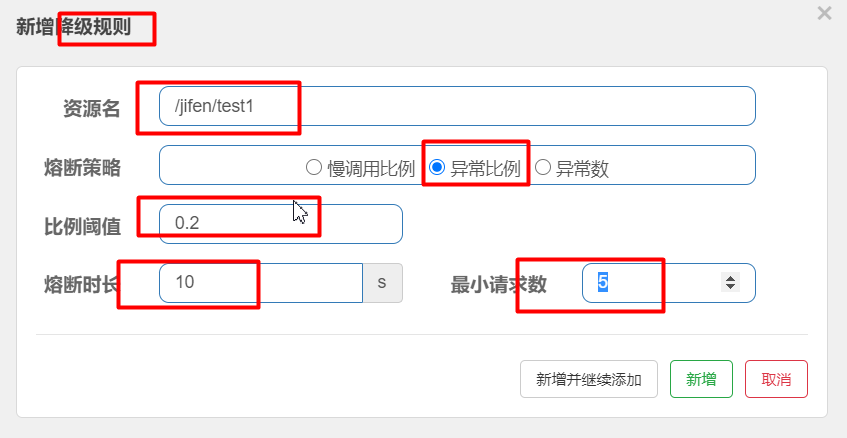 新增降级规则
×
资源名 /jifen/test1
熔断策略 慢调用比例 异常比例 异常数
比例阈值 0.2
熔断时长 10 s 最小请求数 5
新增并继续添加 新增 取消